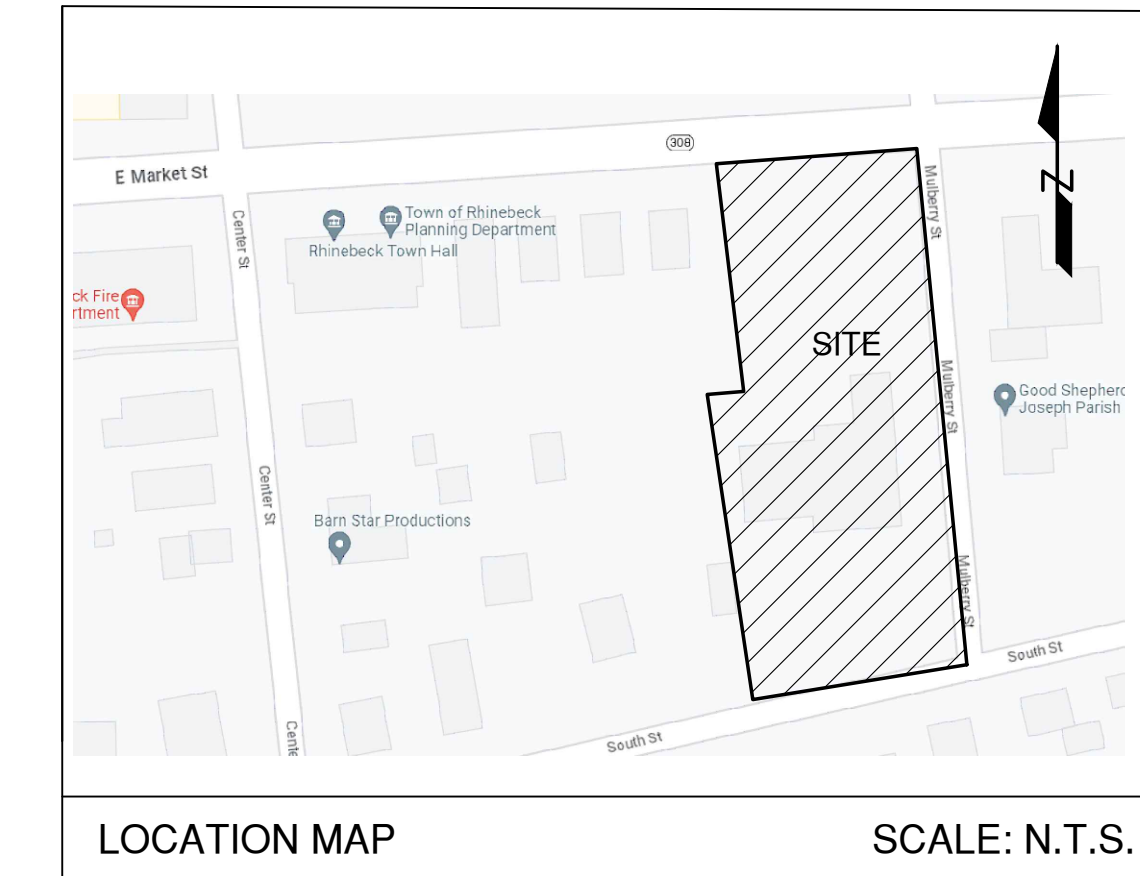 308
E Market St
Mulberry St
Town of Rhinebeck
Planning Department
Rhinebeck Town Hall
Center St
N
ck Fire
rtment
SITE
Mulberry St
Good Shepherd
Joseph Parish
Center St
Barn Star Productions
Mulberry St
South St
South St
Cente
LOCATION MAP
SCALE: N.T.S.